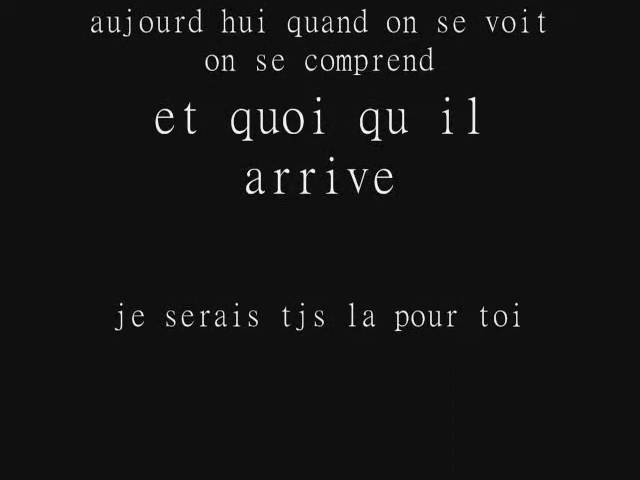 aujourd hui quand on se voit
on se comprend
et quoi qu il
arrive
je serais tjs la pour toi